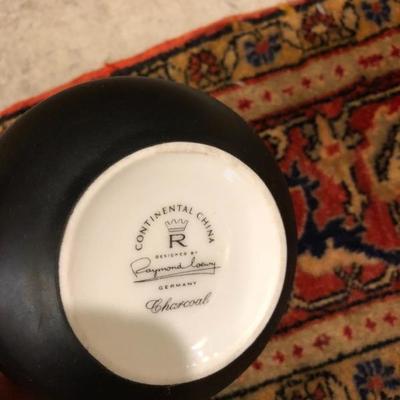 CONTINENTAL CHINA
R
DESIGNED BY
Raymond Loewy
GERMANY
Charcoal